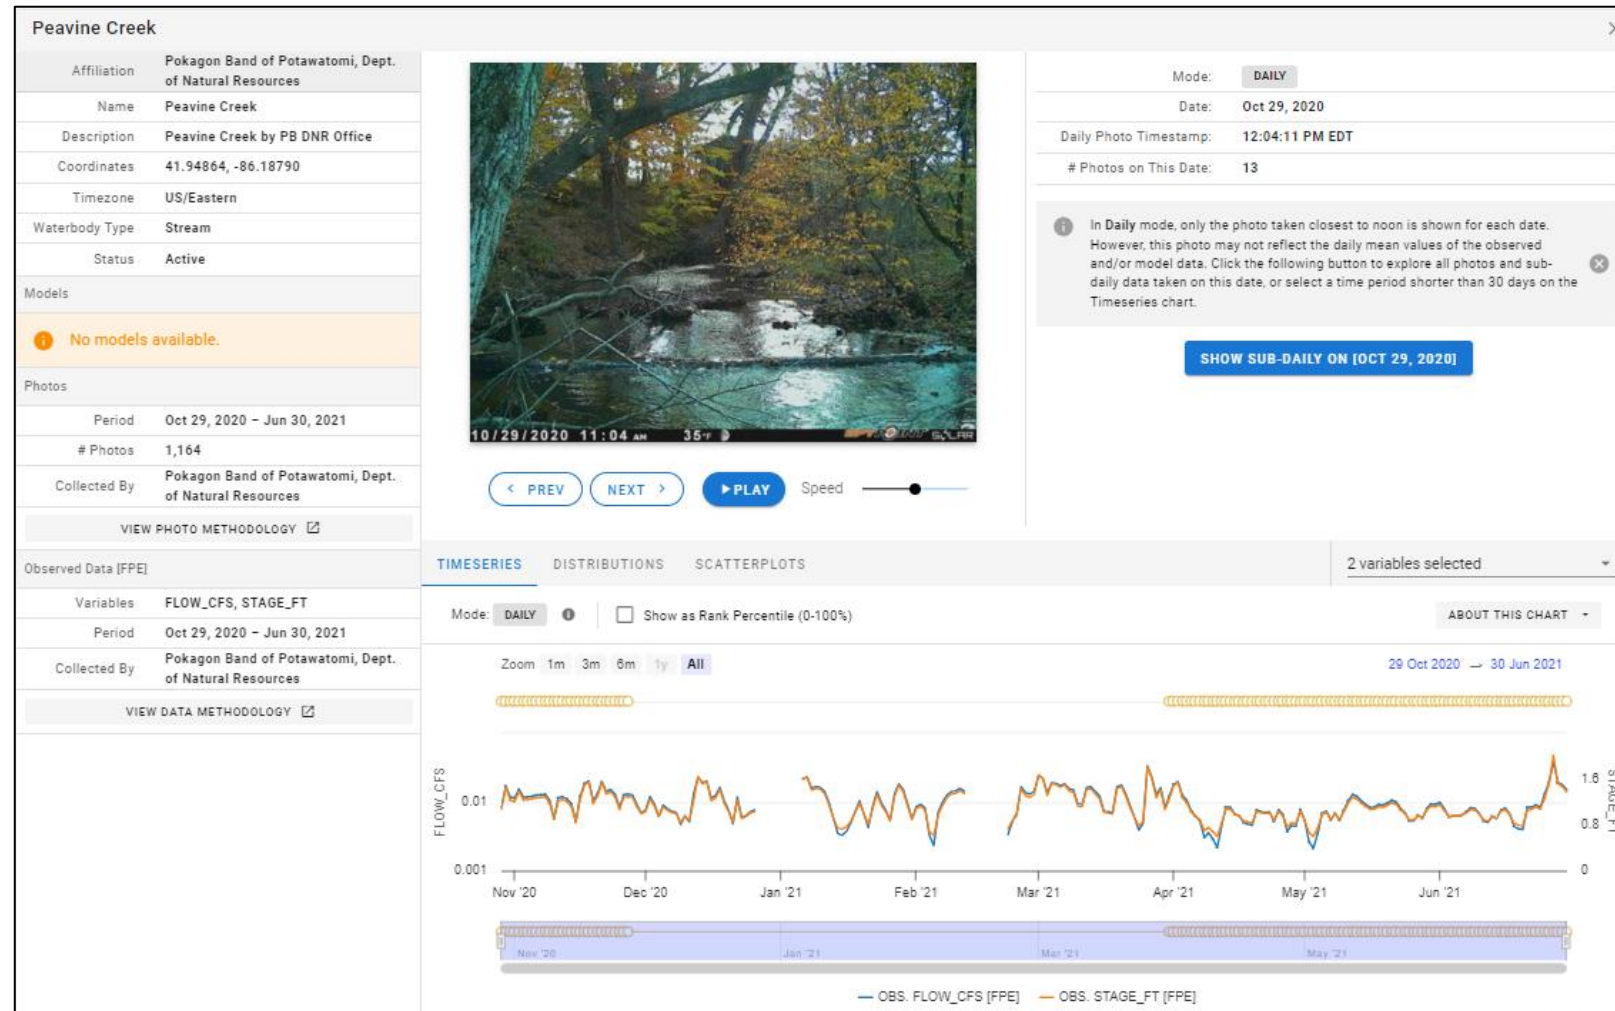 Peavine Creek
Affiliation Pokagon Band of Potawatomi, Dept. of Natural Resources
Name Peavine Creek
Description Peavine Creek by PB DNR Office
Coordinates 41.94864, -86.18790
Timezone US/Eastern
Waterbody Type Stream
Status Active
Models
No models available.
Photos
Period Oct 29, 2020 – Jun 30, 2021
# Photos 1,164
Collected By Pokagon Band of Potawatomi, Dept. of Natural Resources
VIEW PHOTO METHODOLOGY
Observed Data [FPE]
Variables FLOW_CFS, STAGE_FT
Period Oct 29, 2020 – Jun 30, 2021
Collected By Pokagon Band of Potawatomi, Dept. of Natural Resources
VIEW DATA METHODOLOGY
10/29/2020 11:04 AM 35°F SOLAR
< PREV NEXT > PLAY Speed
Mode: DAILY
Date: Oct 29, 2020
Daily Photo Timestamp: 12:04:11 PM EDT
# Photos on This Date: 13
In Daily mode, only the photo taken closest to noon is shown for each date.
However, this photo may not reflect the daily mean values of the observed
and/or model data. Click the following button to explore all photos and sub-
daily data taken on this date, or select a time period shorter than 30 days on the
Timeseries chart.
SHOW SUB-DAILY ON [OCT 29, 2020]
TIMESERIES DISTRIBUTIONS SCATTERPLOTS 2 variables selected
Mode: DAILY Show as Rank Percentile (0-100%) ABOUT THIS CHART
Zoom 1m 3m 6m 1y All 29 Oct 2020 → 30 Jun 2021
FLOW_CFS
0.01
0.001
1.6
0.8
0
STAGE_FT
Nov '20 Dec '20 Jan '21 Feb '21 Mar '21 Apr '21 May '21 Jun '21
Nov '20 Jan '21 Mar '21 May '21
OBS. FLOW_CFS [FPE] OBS. STAGE_FT [FPE]